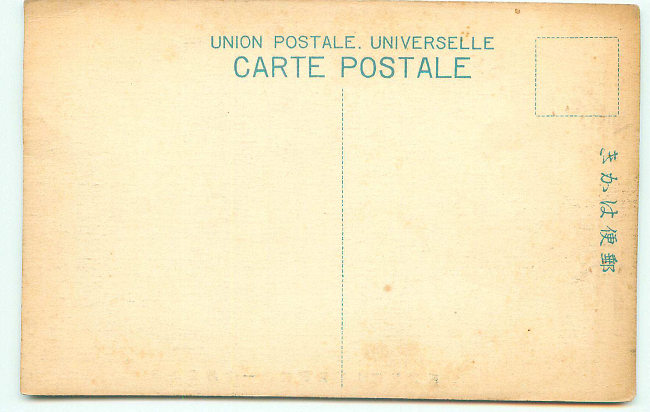 UNION POSTALE. UNIVERSELLE
CARTE POSTALE
郵便はかき